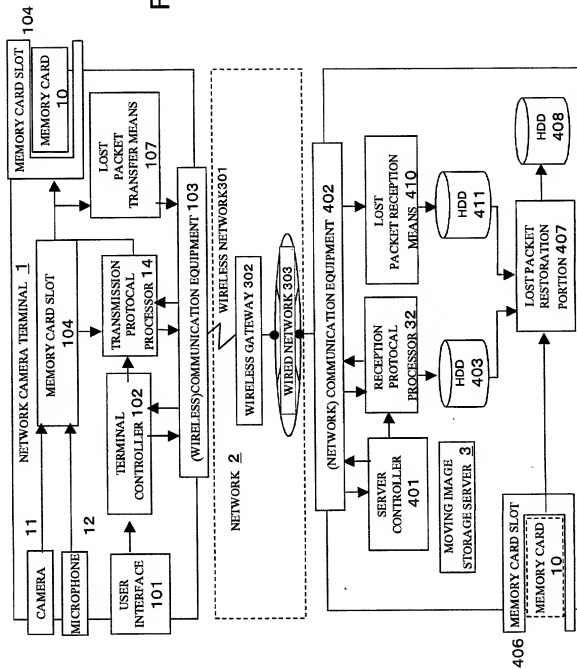 F
104
MEMORY CARD SLOT
MEMORY CARD
10
NETWORK CAMERA TERMINAL 1
11
CAMERA
12
MICROPHONE
MEMORY CARD SLOT
104
LOST
PACKET
TRANSFER MEANS
107
TRANSMISSION
PROTOCAL
PROCESSOR 14
TERMINAL
CONTROLLER
102
USER
INTERFACE
101
(WIRELESS)COMMUNICATION EQUIPMENT 103
WIRELESS NETWORK301
NETWORK 2
WIRELESS GATEWAY 302
WIRED NETWORK 303
(NETWORK) COMMUNICATION EQUIPMENT 402
SERVER
CONTROLLER
401
RECEPTION
PROTOCAL
PROCESSOR 32
LOST
PACKET RECEPTION
MEANS 410
MOVING IMAGE
STORAGE SERVER 3
HDD
403
HDD
411
406
MEMORY CARD SLOT
MEMORY CARD
10
LOST PACKET
RESTORATION
PORTION 407
HDD
408